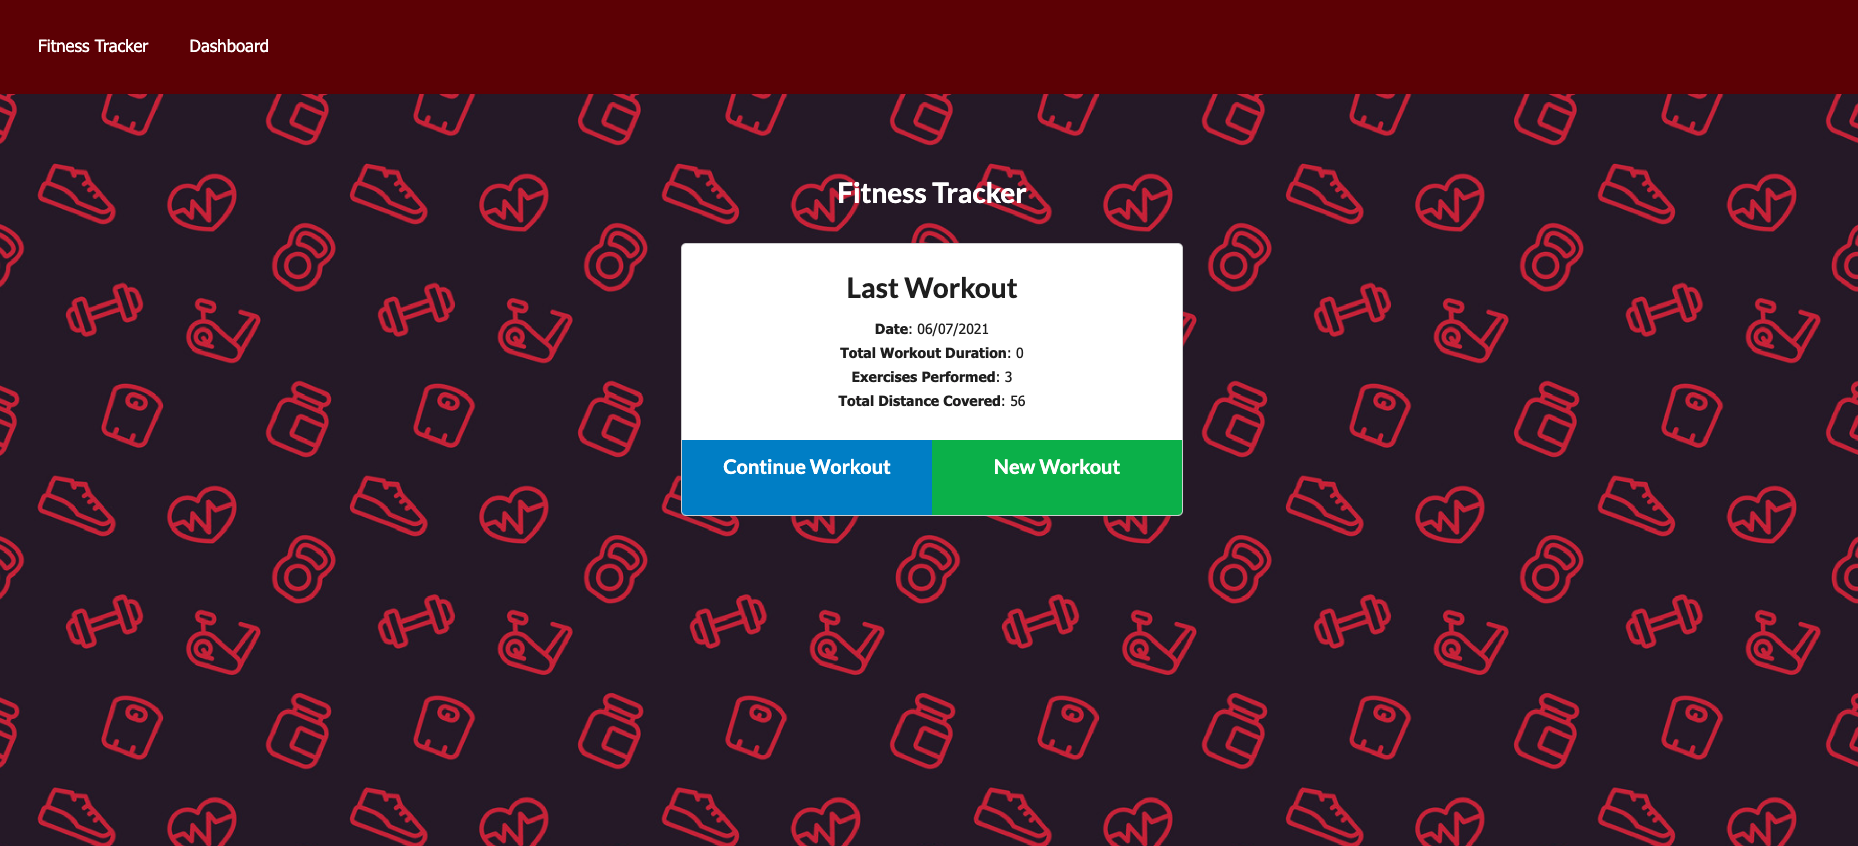 Fitness Tracker Dashboard
Fitness Tracker
Last Workout
Date: 06/07/2021
Total Workout Duration: 0
Exercises Performed: 3
Total Distance Covered: 56
Continue Workout New Workout